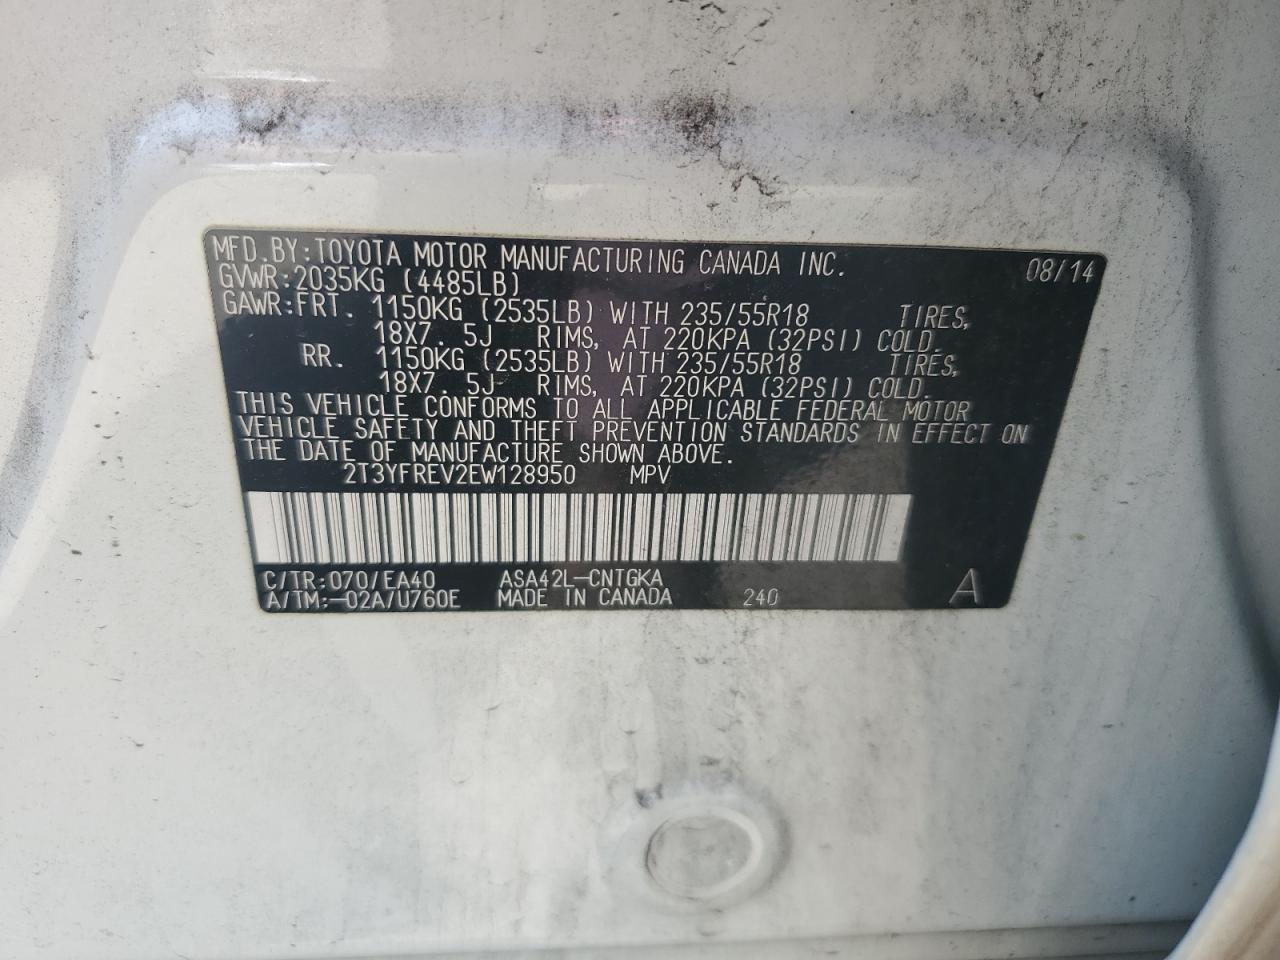 MFD.BY:TOYOTA MOTOR MANUFACTURING CANADA INC. 08/14
GVWR:2035KG (4485LB)
GAWR:FRT. 1150KG (2535LB) WITH 235/55R18 TIRES,
18X7. 5J RIMS, AT 220KPA (32PSI) COLD.
RR. 1150KG (2535LB) WITH 235/55R18 TIRES,
18X7. 5J RIMS, AT 220KPA (32PSI) COLD.
THIS VEHICLE CONFORMS TO ALL APPLICABLE FEDERAL MOTOR
VEHICLE SAFETY AND THEFT PREVENTION STANDARDS IN EFFECT ON
THE DATE OF MANUFACTURE SHOWN ABOVE.
2T3YFREV2EW128950 MPV
C/TR:070/EA40 ASA42L-CNTGKA
A/TM:-02A/U760E MADE IN CANADA 240 A